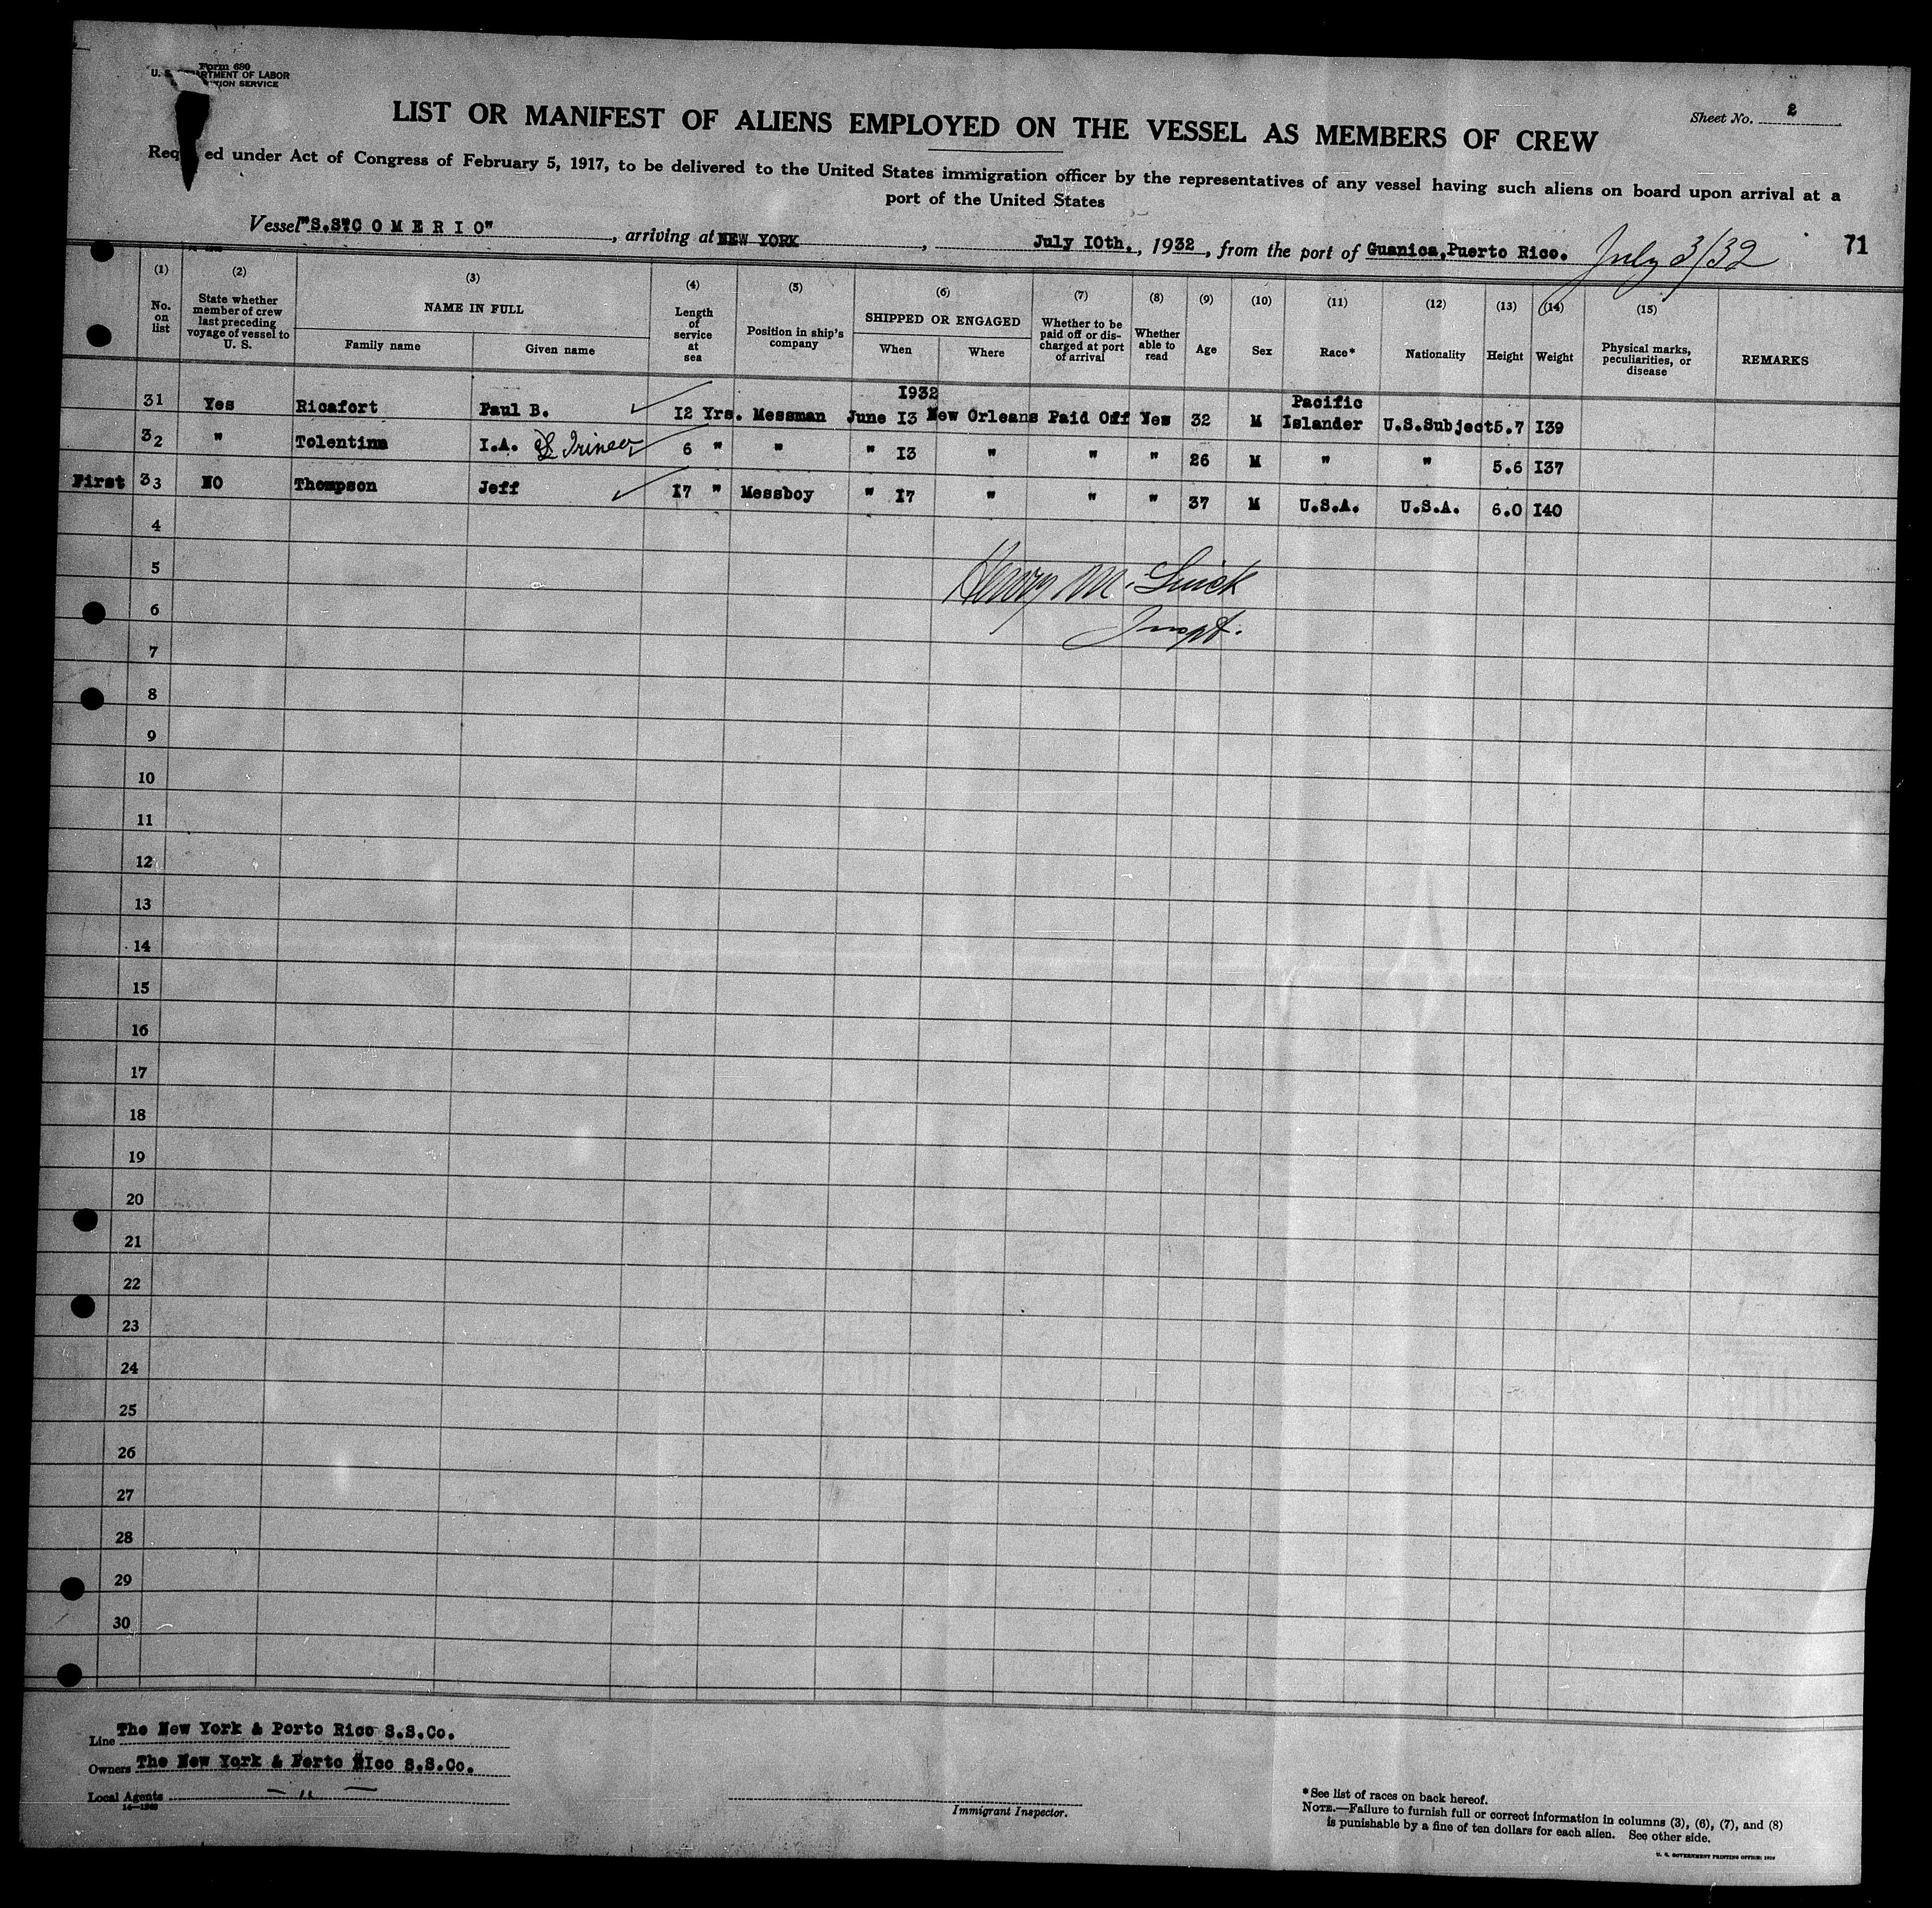 Form 680
U. S. DEPARTMENT OF LABOR
SERVICE
Sheet No. 2
LIST OR MANIFEST OF ALIENS EMPLOYED ON THE VESSEL AS MEMBERS OF CREW
Required under Act of Congress of February 5, 1917, to be delivered to the United States immigration officer by the representatives of any vessel having such aliens on board upon arrival at a
port of the United States
Vessel "S.S. "C O M E R I O", arriving at NEW YORK, July 10th., 1932, from the port of Guanica, Puerto Rico. July 3/32 71
(1) No. on list
(2) State whether member of crew last preceding voyage of vessel to U. S.
(3) NAME IN FULL
Family name Given name
(4) Length of service at sea
(5) Position in ship's company
(6) SHIPPED OR ENGAGED
When Where
(7) Whether to be paid off or discharged at port of arrival
(8) Whether able to read
(9) Age
(10) Sex
(11) Race*
(12) Nationality
(13) Height
(14) Weight
(15) Physical marks, peculiarities, or disease
REMARKS
1932 Pacific
31 Yes Ricafort Paul B. 12 Yrs. Messman June 13 New Orleans Paid Off Yes 32 M Islander U.S.Subject 5.7 139
32 " Tolentina I.A. Irineo 6 " " " 13 " " " 26 M " " 5.6 137
First 33 NO Thompson Jeff 17 " Messboy " 17 " " " 37 M U.S.A. U.S.A. 6.0 140
4
5
Henry M.
6
Inspt.
7
8
9
10
11
12
13
14
15
16
17
18
19
20
21
22
23
24
25
26
27
28
29
30
Line The New York & Porto Rico S.S.Co.
Owners The New York & Porto RIco S.S.Co.
Local Agents – " –
Immigrant Inspector.
* See list of races on back hereof.
NOTE.—Failure to furnish full or correct information in columns (3), (6), (7), and (8)
is punishable by a fine of ten dollars for each alien. See other side.